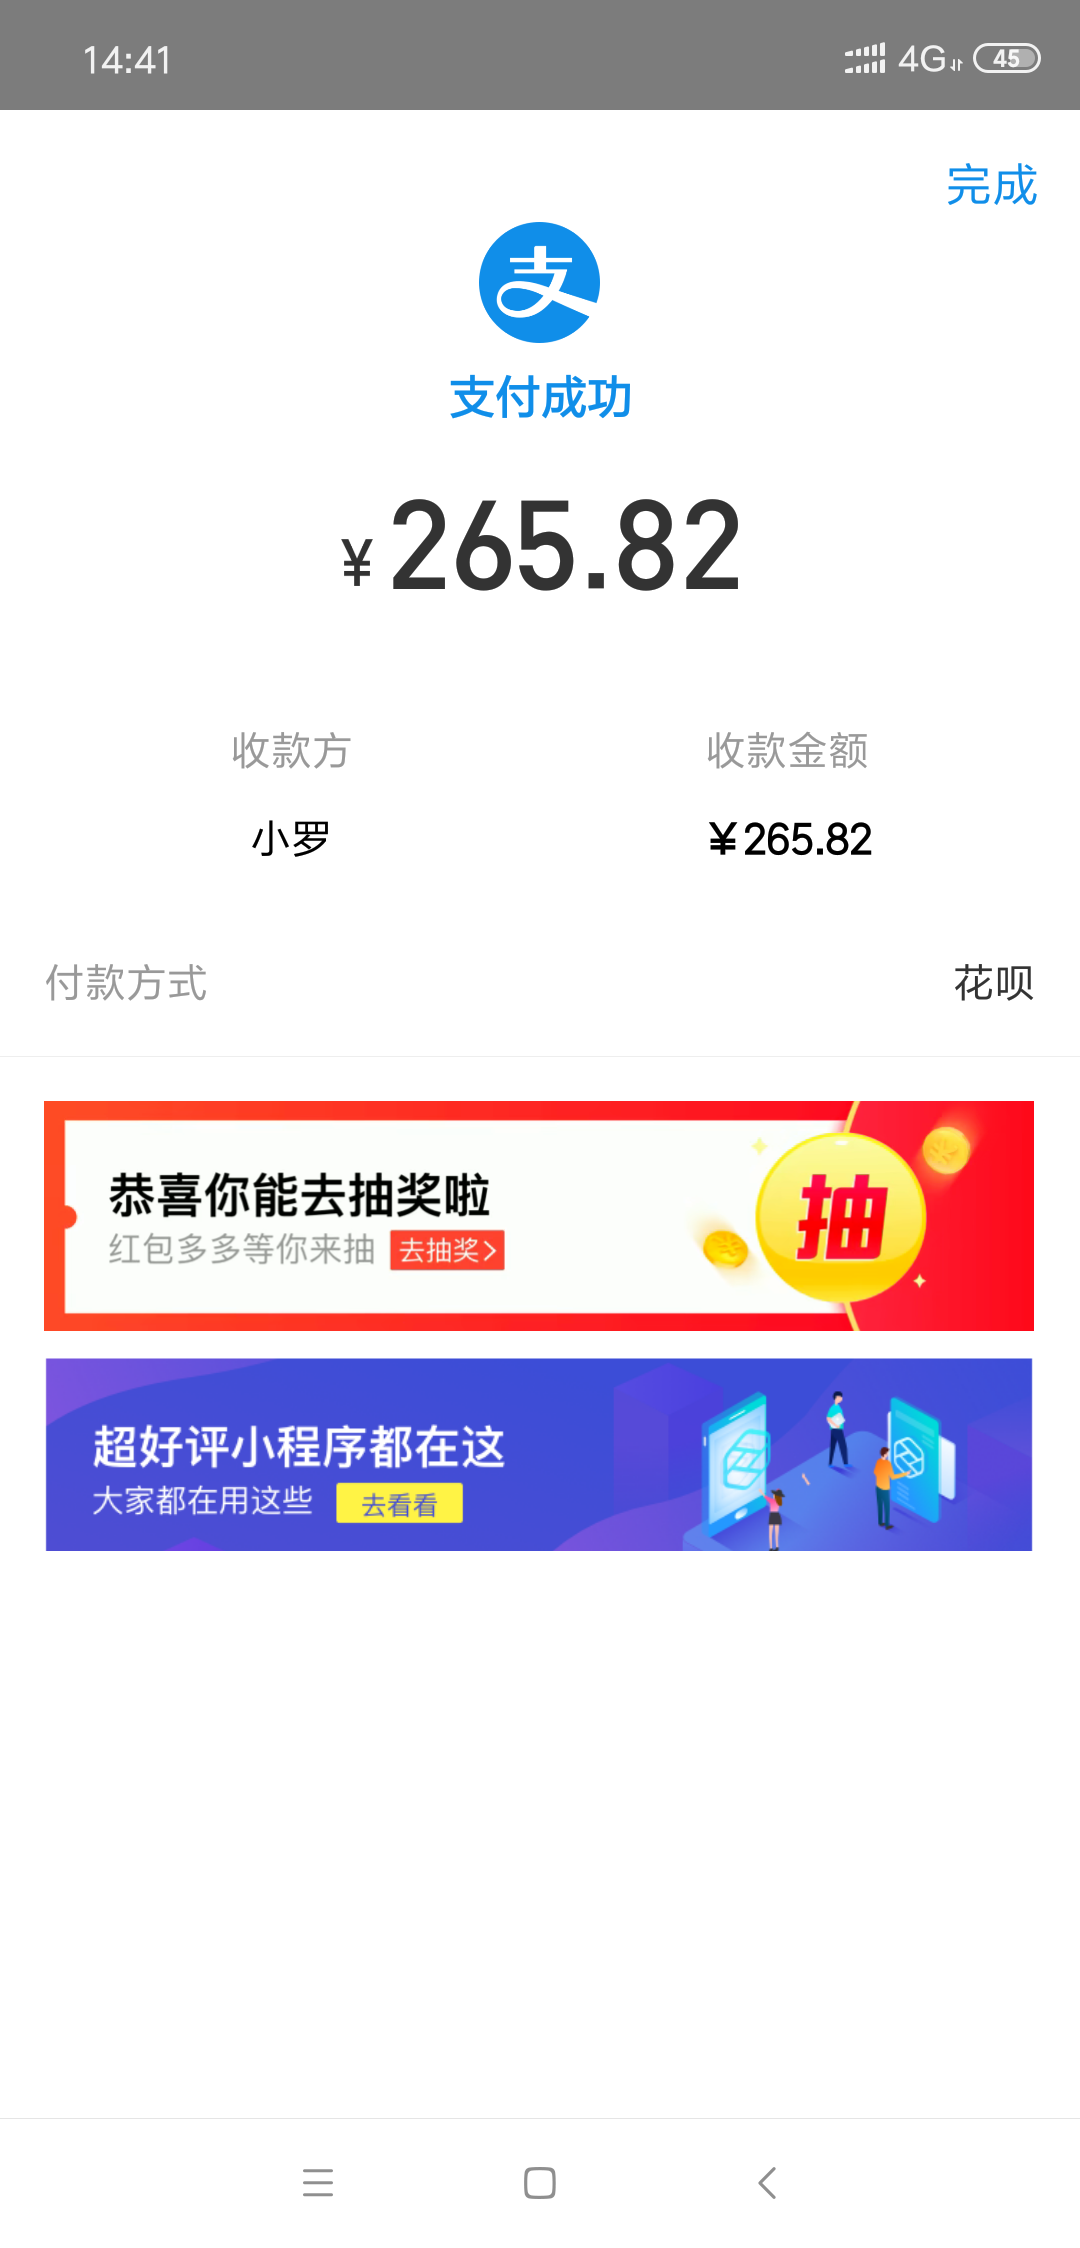 14:41
4G
45
完成
支付成功
¥265.82
收款方 收款金额
小罗 ¥265.82
付款方式 花呗
恭喜你能去抽奖啦
红包多多等你来抽 去抽奖>
抽
超好评小程序都在这
大家都在用这些 去看看